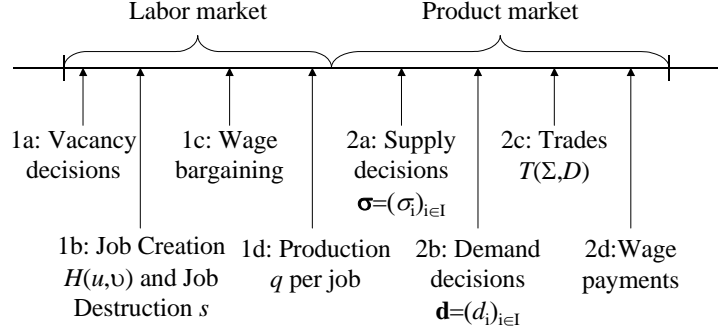 Labor market
Product market
1a: Vacancy
decisions
1c: Wage
bargaining
2a: Supply
decisions
𝛔=(σi)i∈I
2c: Trades
T(Σ,D)
1b: Job Creation
H(u,υ) and Job
Destruction s
1d: Production
q per job
2b: Demand
decisions
d=(di)i∈I
2d:Wage
payments